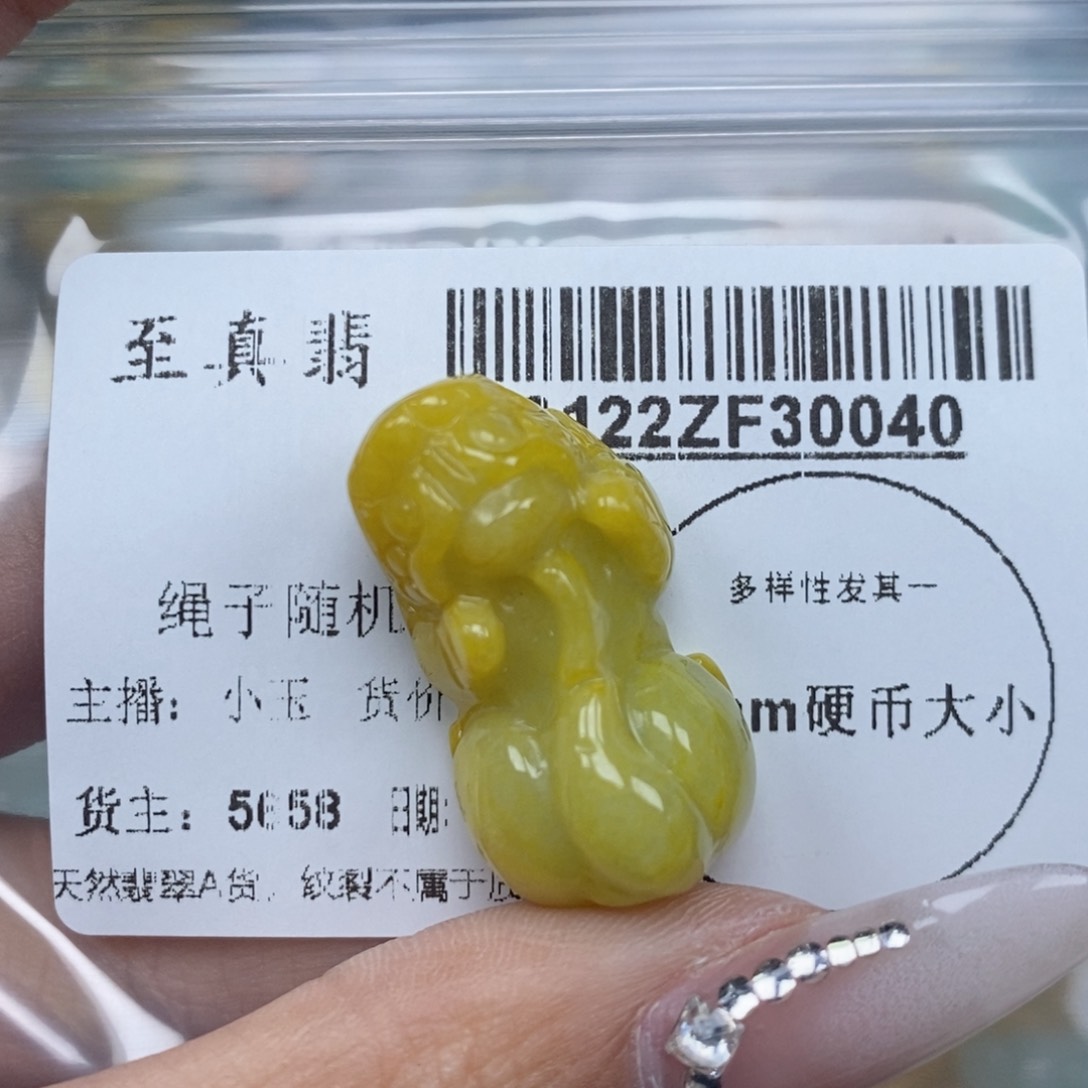 至真翡
122ZF30040
多样性发其一
绳子随机
主播：小玉 货价
m硬币大小
货主：5658 日期:
天然翡翠A货，纹裂不属于